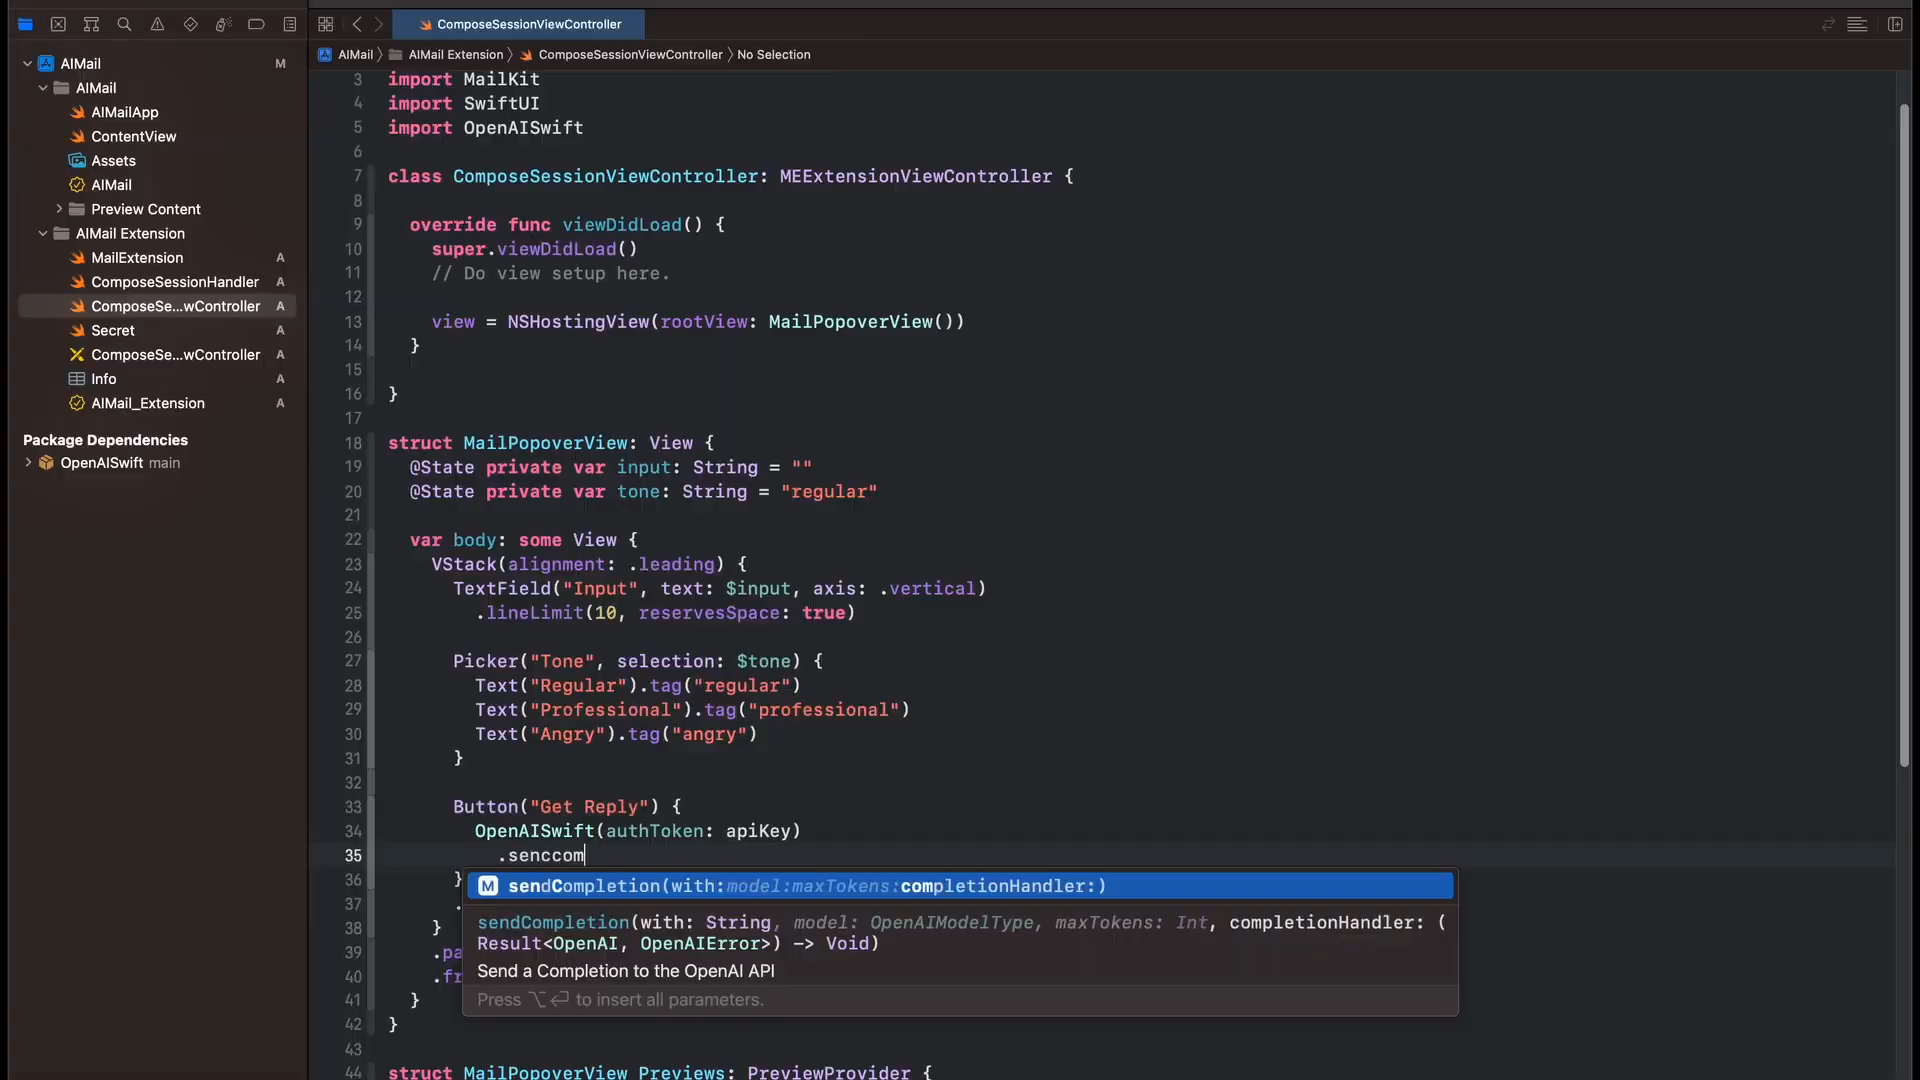 ComposeSessionViewController
AIMail
AIMail Extension
ComposeSessionViewController
No Selection
AIMail M
AIMail
AIMailApp
ContentView
Assets
AIMail
Preview Content
AIMail Extension
MailExtension A
ComposeSessionHandler A
ComposeSe...wController A
Secret A
ComposeSe...wController A
Info A
AIMail_Extension A
Package Dependencies
OpenAISwift main
3 import MailKit
4 import SwiftUI
5 import OpenAISwift
6
7 class ComposeSessionViewController: MEExtensionViewController {
8
9 override func viewDidLoad() {
10 super.viewDidLoad()
11 // Do view setup here.
12
13 view = NSHostingView(rootView: MailPopoverView())
14 }
15
16 }
17
18 struct MailPopoverView: View {
19 @State private var input: String = ""
20 @State private var tone: String = "regular"
21
22 var body: some View {
23 VStack(alignment: .leading) {
24 TextField("Input", text: $input, axis: .vertical)
25 .lineLimit(10, reservesSpace: true)
26
27 Picker("Tone", selection: $tone) {
28 Text("Regular").tag("regular")
29 Text("Professional").tag("professional")
30 Text("Angry").tag("angry")
31 }
32
33 Button("Get Reply") {
34 OpenAISwift(authToken: apiKey)
35 .senccom
36 }
37 .
38 }
39 .pa
40 .fr
41 }
42 }
43
44 struct MailPopoverView_Previews: PreviewProvider {
M sendCompletion(with:model:maxTokens:completionHandler:)
sendCompletion(with: String, model: OpenAIModelType, maxTokens: Int, completionHandler: (
Result<OpenAI, OpenAIError>) -> Void)
Send a Completion to the OpenAI API
Press ⌥⏎ to insert all parameters.